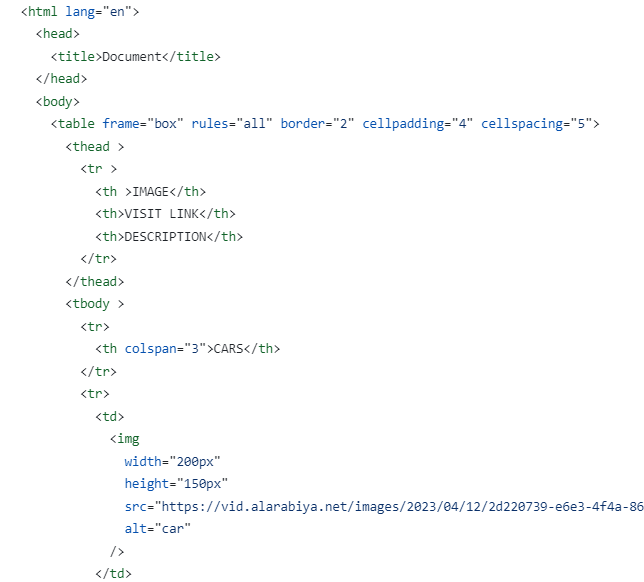 <html lang="en">
<head>
<title>Document</title>
</head>
<body>
<table frame="box" rules="all" border="2" cellpadding="4" cellspacing="5">
<thead >
<tr >
<th >IMAGE</th>
<th>VISIT LINK</th>
<th>DESCRIPTION</th>
</tr>
</thead>
<tbody >
<tr>
<th colspan="3">CARS</th>
</tr>
<tr>
<td>
<img
width="200px"
height="150px"
src="https://vid.alarabiya.net/images/2023/04/12/2d220739-e6e3-4f4a-86
alt="car"
/>
</td>